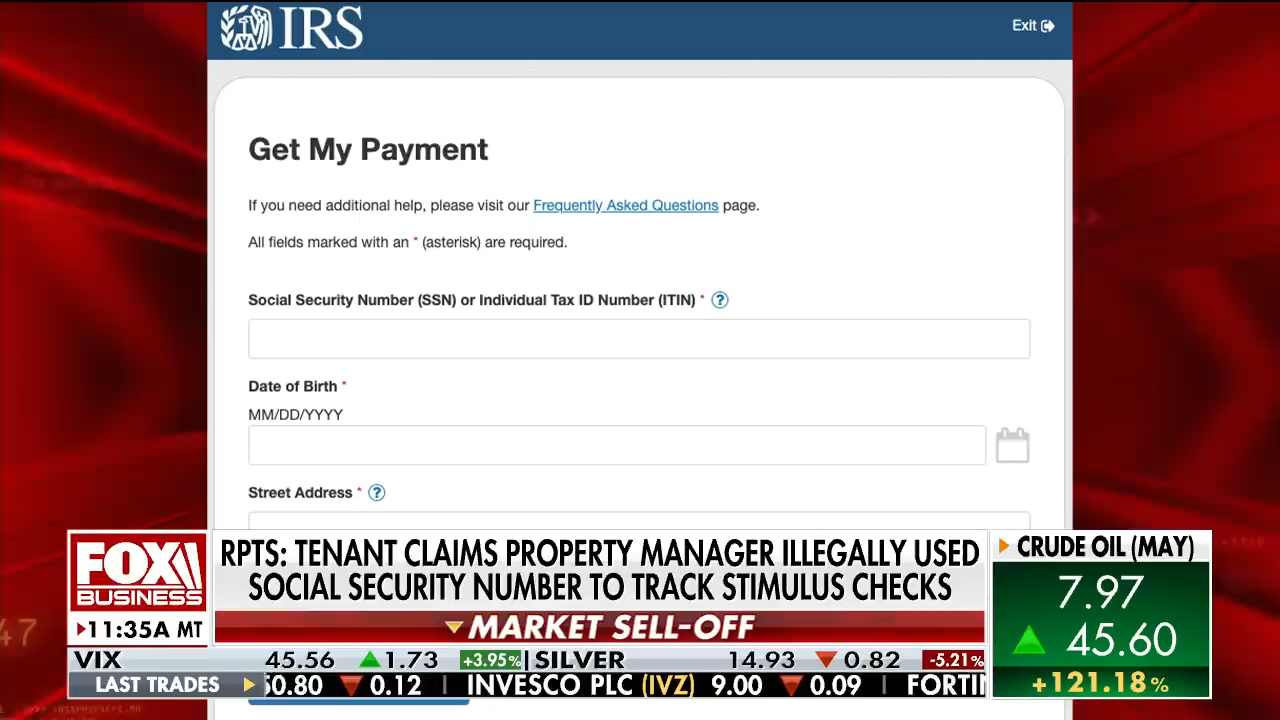 IRS
Exit
Get My Payment
If you need additional help, please visit our Frequently Asked Questions page.
All fields marked with an * (asterisk) are required.
Social Security Number (SSN) or Individual Tax ID Number (ITIN) * ?
Date of Birth *
MM/DD/YYYY
Street Address * ?
FOX
BUSINESS
11:35A MT
RPTS: TENANT CLAIMS PROPERTY MANAGER ILLEGALLY USED
SOCIAL SECURITY NUMBER TO TRACK STIMULUS CHECKS
MARKET SELL-OFF
CRUDE OIL (MAY)
7.97
45.60
+121.18%
VIX 45.56 1.73 +3.95% SILVER 14.93 0.82 -5.21%
LAST TRADES 50.80 0.12 INVESCO PLC (IVZ) 9.00 0.09 FORTIN
47